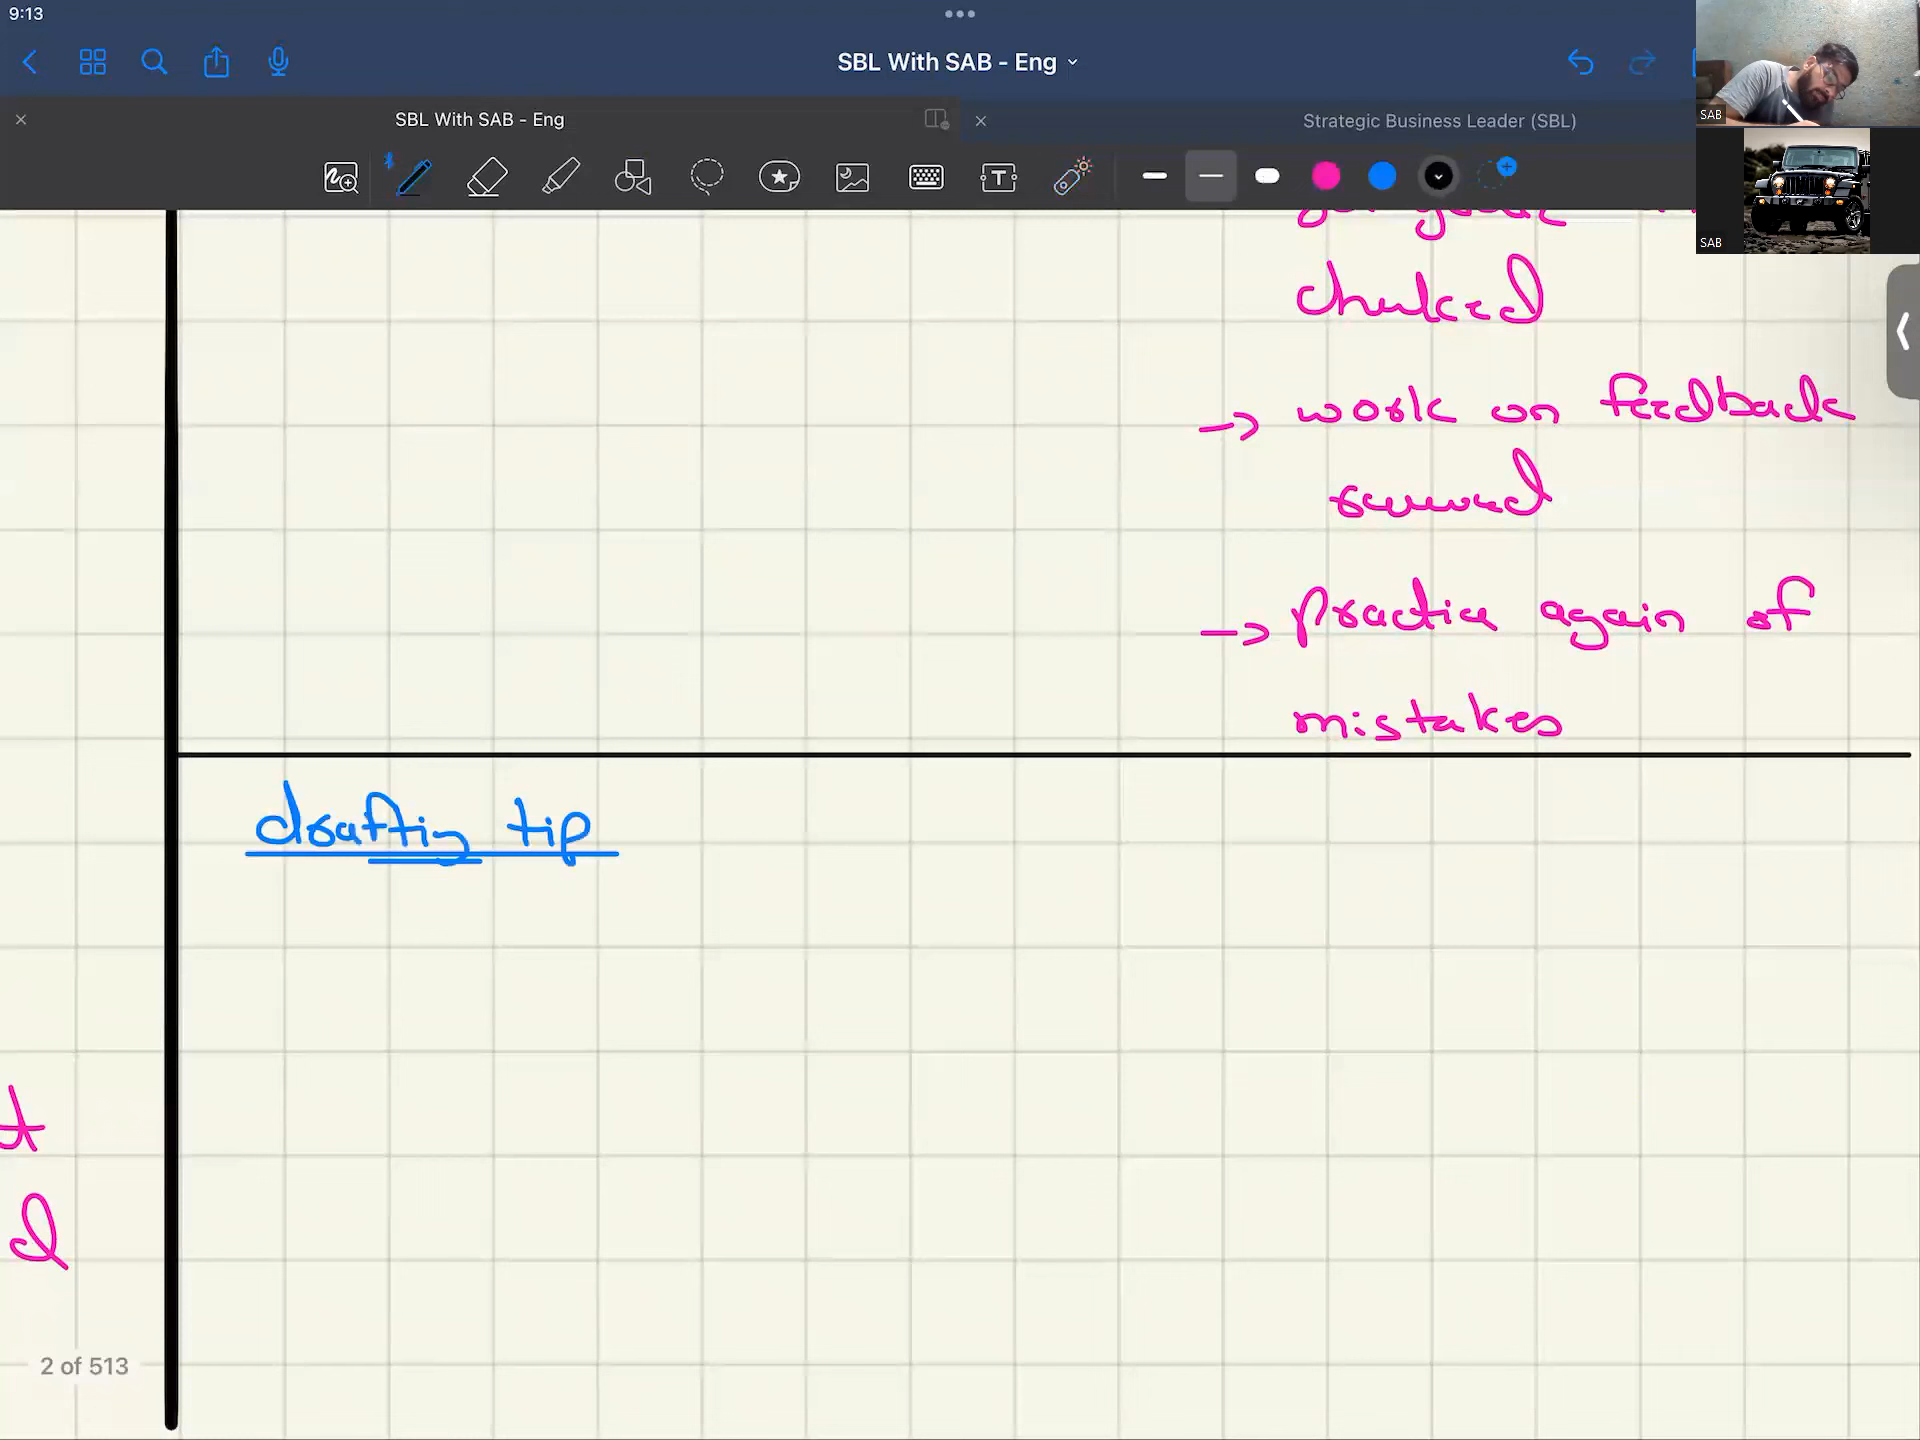 9:13
SBL With SAB - Eng
SBL With SAB - Eng
Strategic Business Leader (SBL)
SAB
SAB
checked
→ work on feedback
received
→ practice again of
mistakes
drafting tip
2 of 513